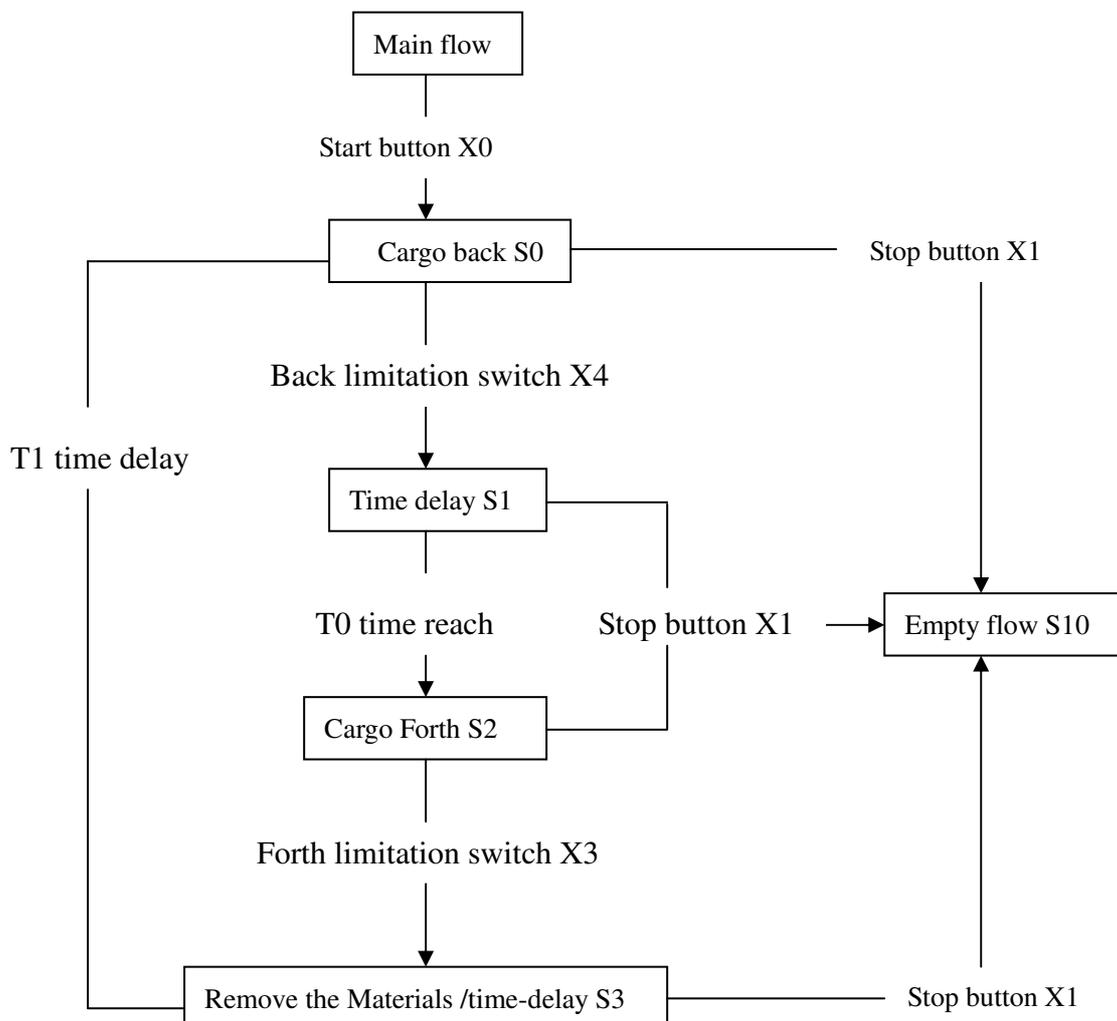 Main flow
Start button X0
Cargo back S0
Stop button X1
Back limitation switch X4
T1 time delay
Time delay S1
T0 time reach
Stop button X1
Empty flow S10
Cargo Forth S2
Forth limitation switch X3
Remove the Materials /time-delay S3
Stop button X1